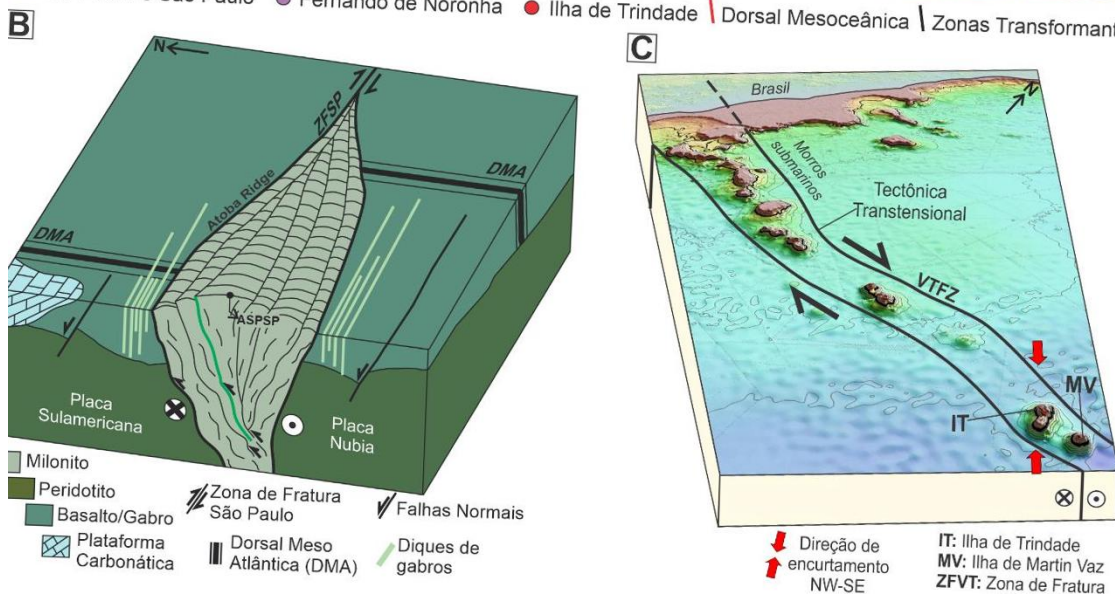 São Paulo Fernando de Noronha Ilha de Trindade Dorsal Mesoceânica Zonas
B
N
ZFSP
Atoba Ridge
DMA
DMA
ASPSP
Placa
Sulamericana
Placa
Nubia
Milonito
Peridotito
Basalto/Gabro
Plataforma
Carbonática
Zona de Fratura
São Paulo
Dorsal Meso
Atlântica (DMA)
Falhas Normais
Diques de
gabros
C
Brasil
N
Morros
submarinos
Tectônica
Transtensional
VTFZ
MV
IT
Direção de
encurtamento
NW-SE
IT: Ilha de Trindade
MV: Ilha de Martin Vaz
ZFVT: Zona de Fratura